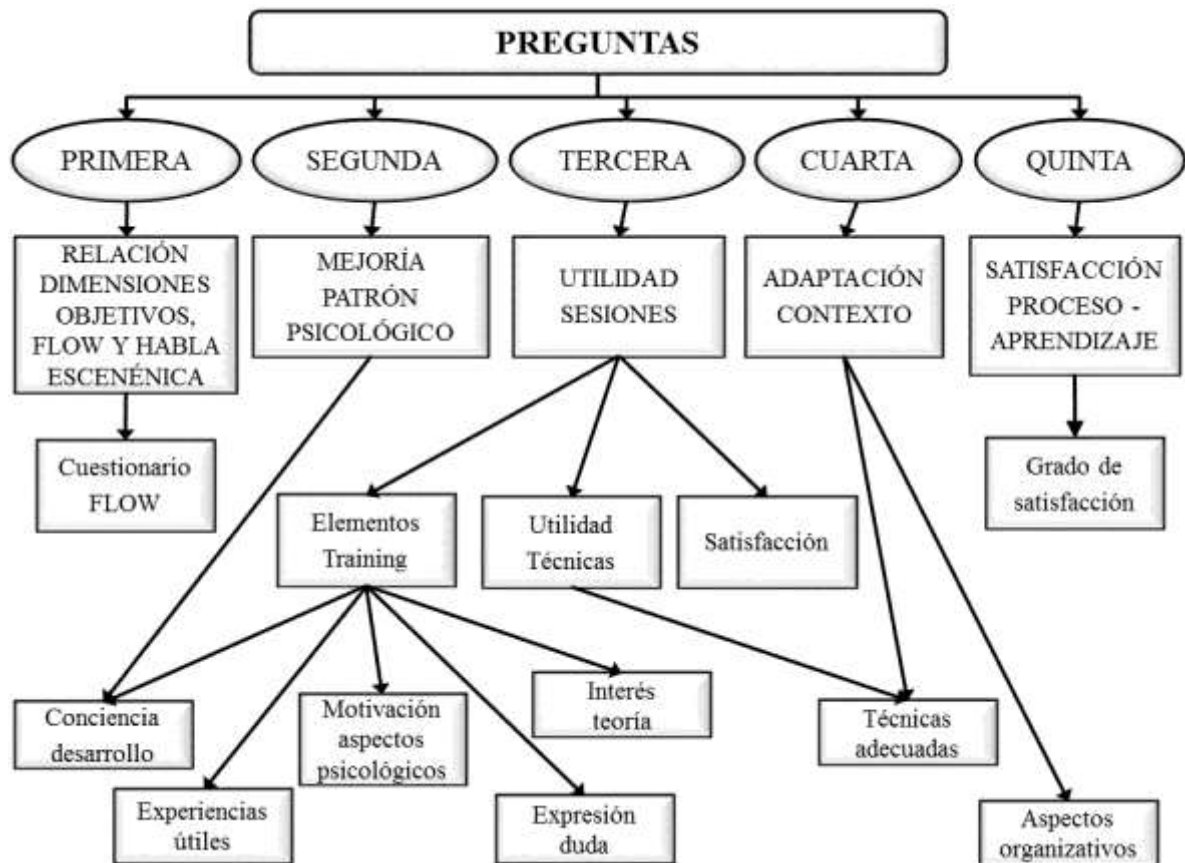 PREGUNTAS
PRIMERA
SEGUNDA
TERCERA
CUARTA
QUINTA
RELACIÓN
DIMENSIONES
OBJETIVOS,
FLOW Y HABLA
ESCENÉNICA
MEJORÍA
PATRÓN
PSICOLÓGICO
UTILIDAD
SESIONES
ADAPTACIÓN
CONTEXTO
SATISFACCIÓN
PROCESO -
APRENDIZAJE
Cuestionario
FLOW
Elementos
Training
Utilidad
Técnicas
Satisfacción
Grado de
satisfacción
Conciencia
desarrollo
Motivación
aspectos
psicológicos
Interés
teoría
Técnicas
adecuadas
Experiencias
útiles
Expresión
duda
Aspectos
organizativos